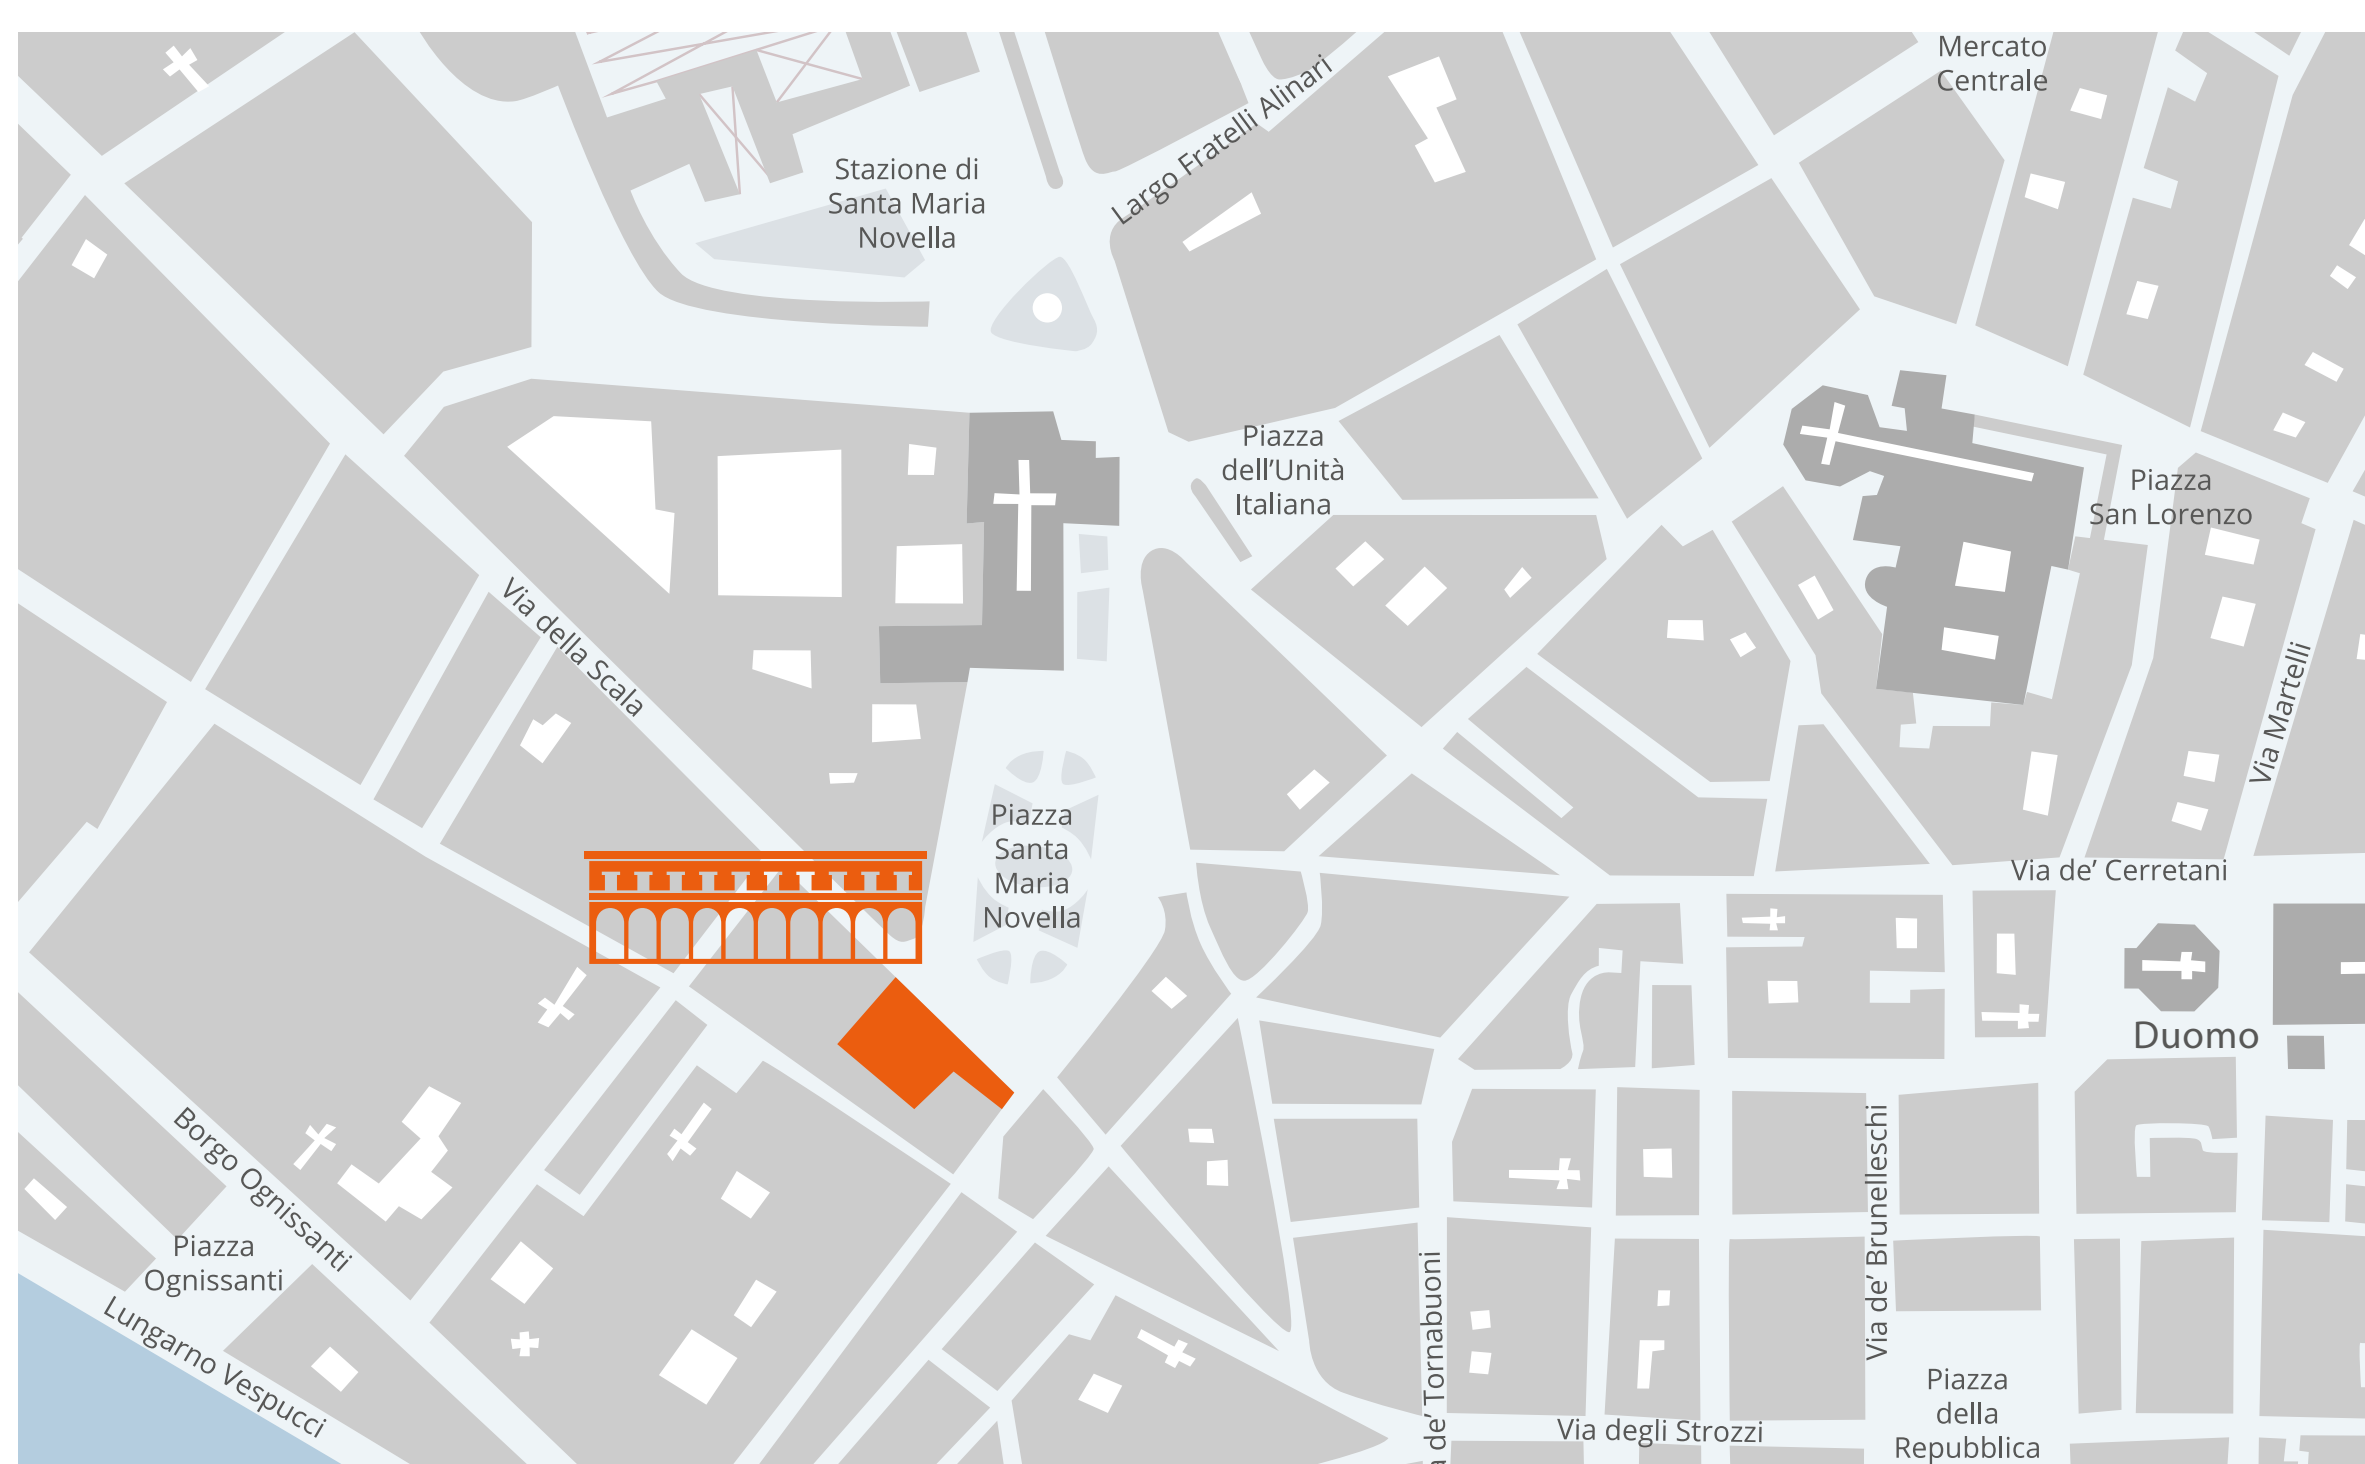 Mercato
Centrale
Largo Fratelli Alinari
Stazione di
Santa Maria
Novella
Piazza
dell’Unità
Italiana
Piazza
San Lorenzo
Via della Scala
Via Martelli
Piazza
Santa
Maria
Novella
Via de’ Cerretani
Duomo
Borgo Ognissanti
Via de’ Brunelleschi
Piazza
Ognissanti
Lungarno Vespucci
de’ Tornabuoni
Via degli Strozzi
Piazza
della
Repubblica